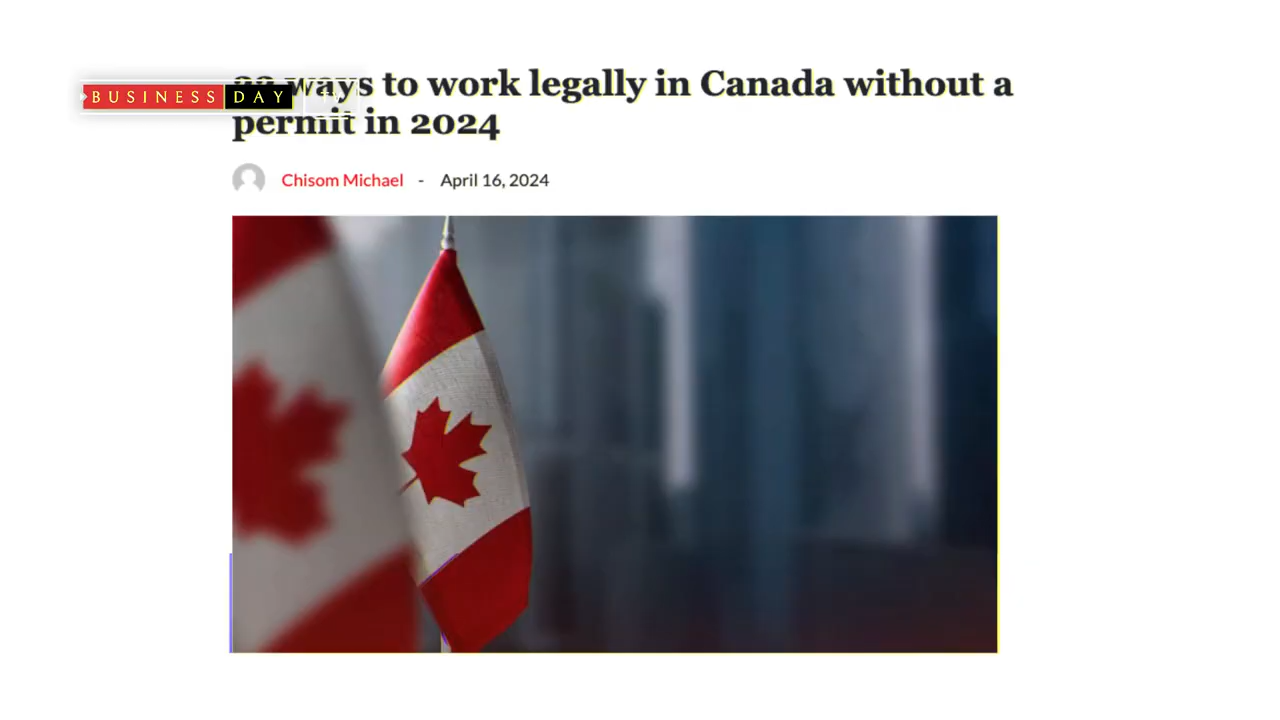 BUSINESS DAY
ways to work legally in Canada without a
permit in 2024
Chisom Michael - April 16, 2024